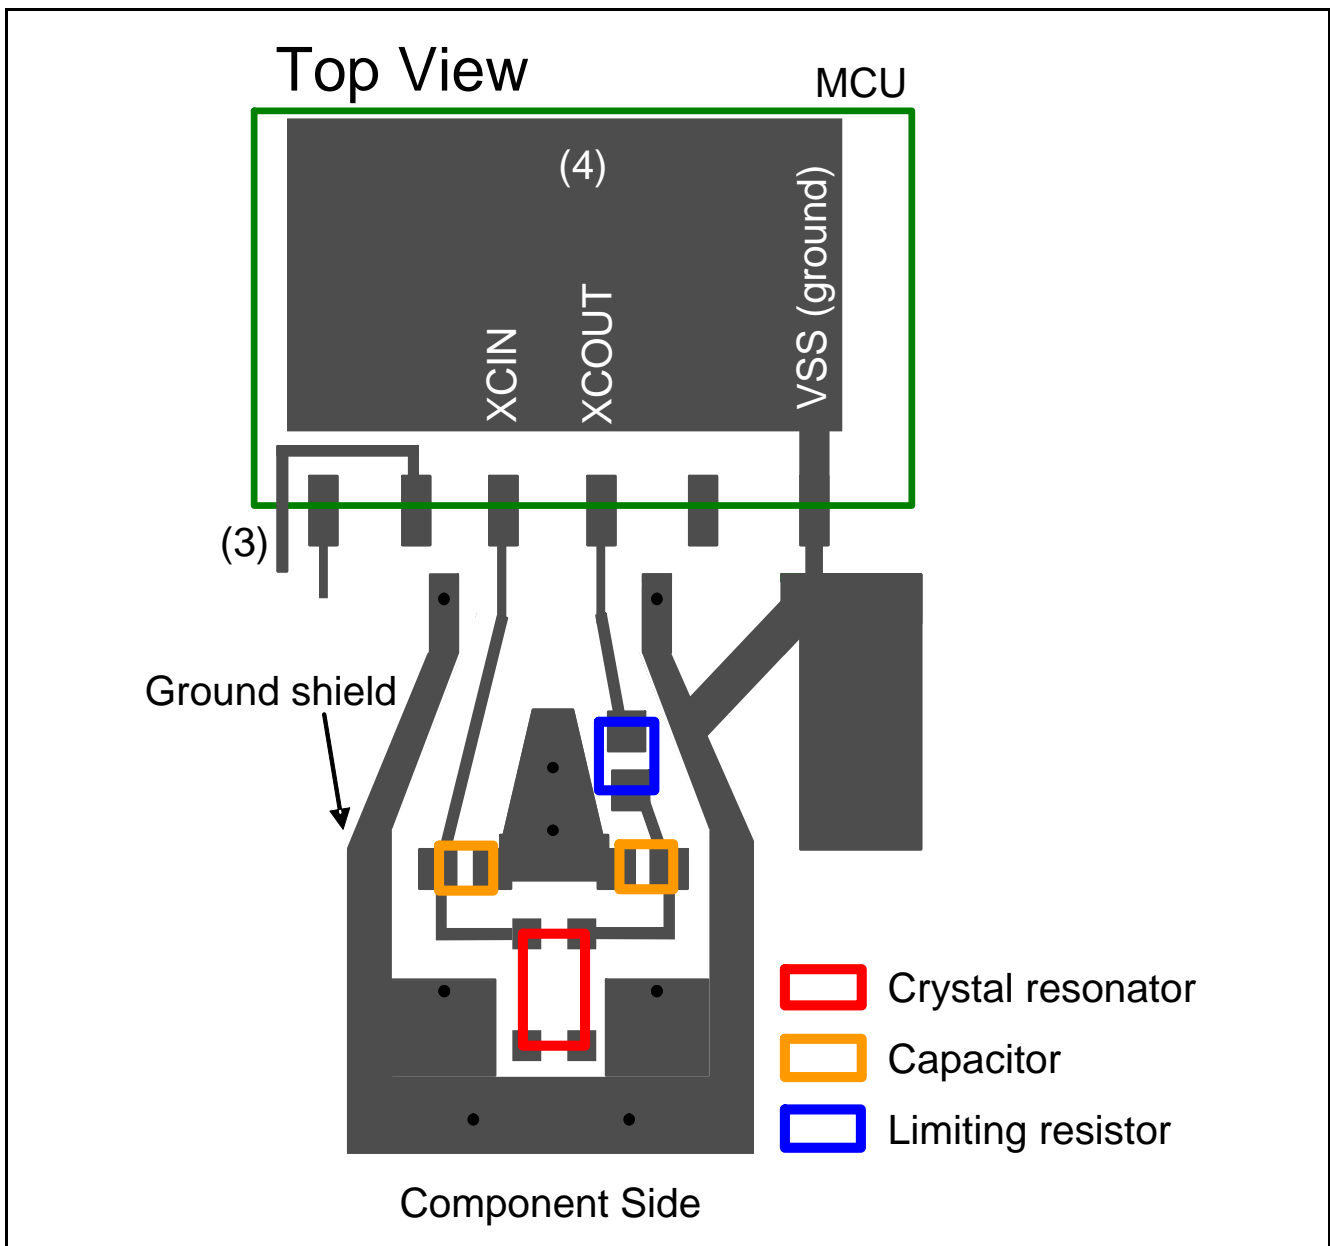 Top View
MCU
(4)
XCIN
XCOUT
VSS (ground)
(3)
Ground shield
Crystal resonator
Capacitor
Limiting resistor
Component Side